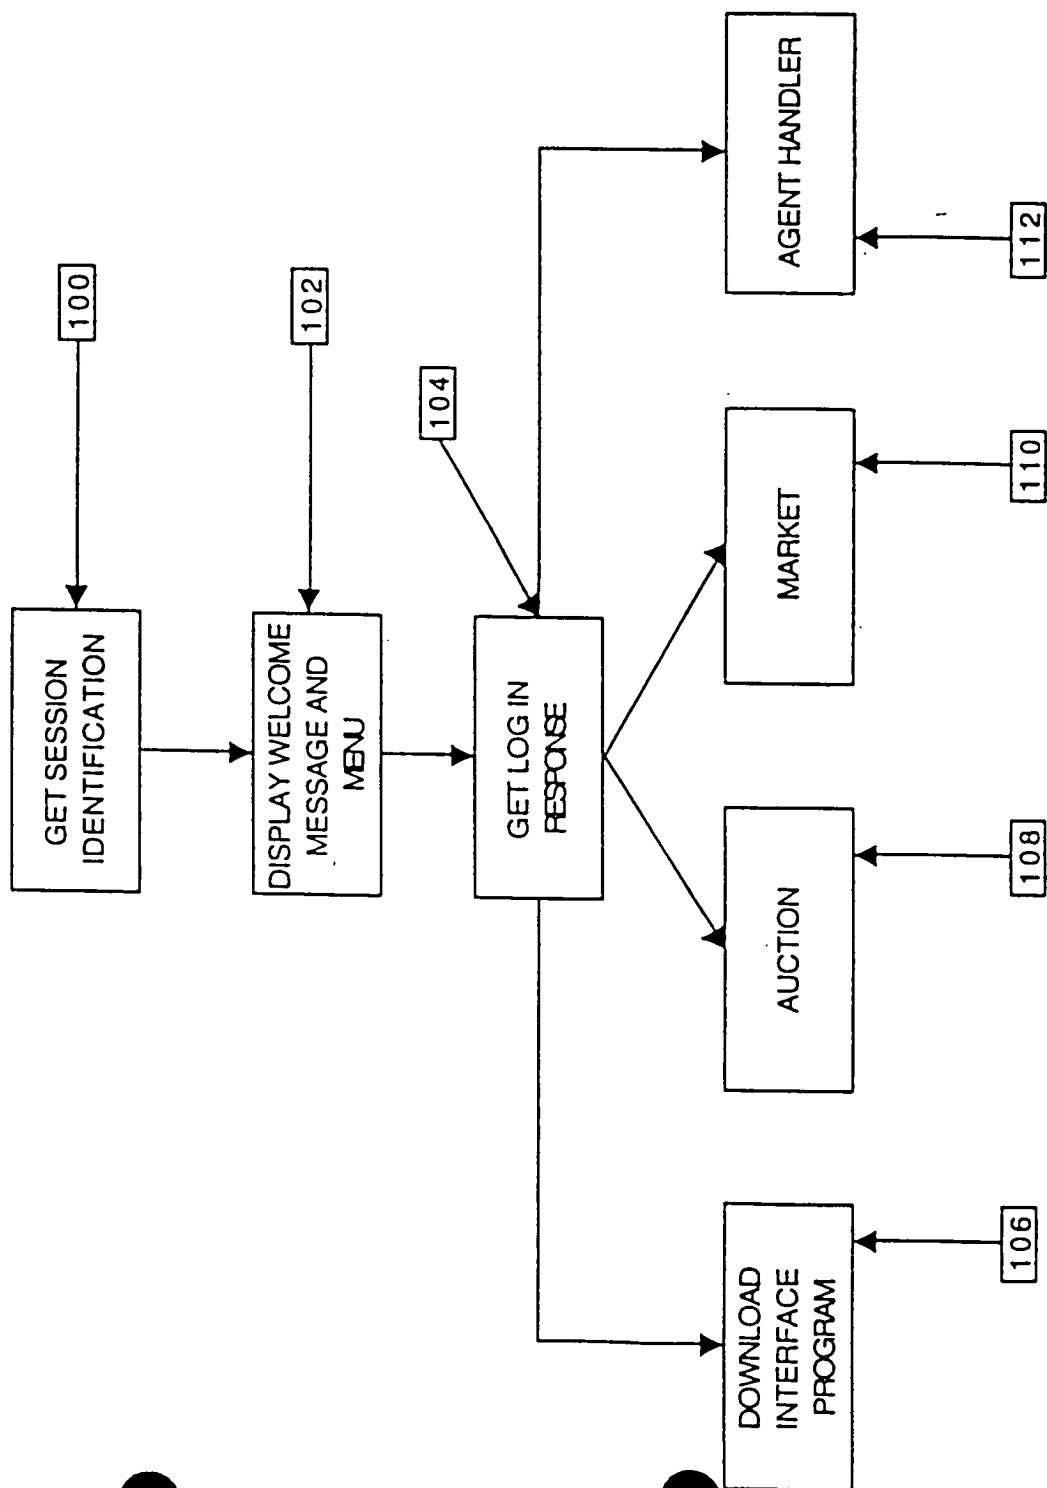 GET SESSION
IDENTIFICATION
100
DISPLAY WELCOME
MESSAGE AND
MENU
102
GET LOG IN
RESPONSE
104
DOWNLOAD
INTERFACE
PROGRAM
106
AUCTION
108
MARKET
110
AGENT HANDLER
112